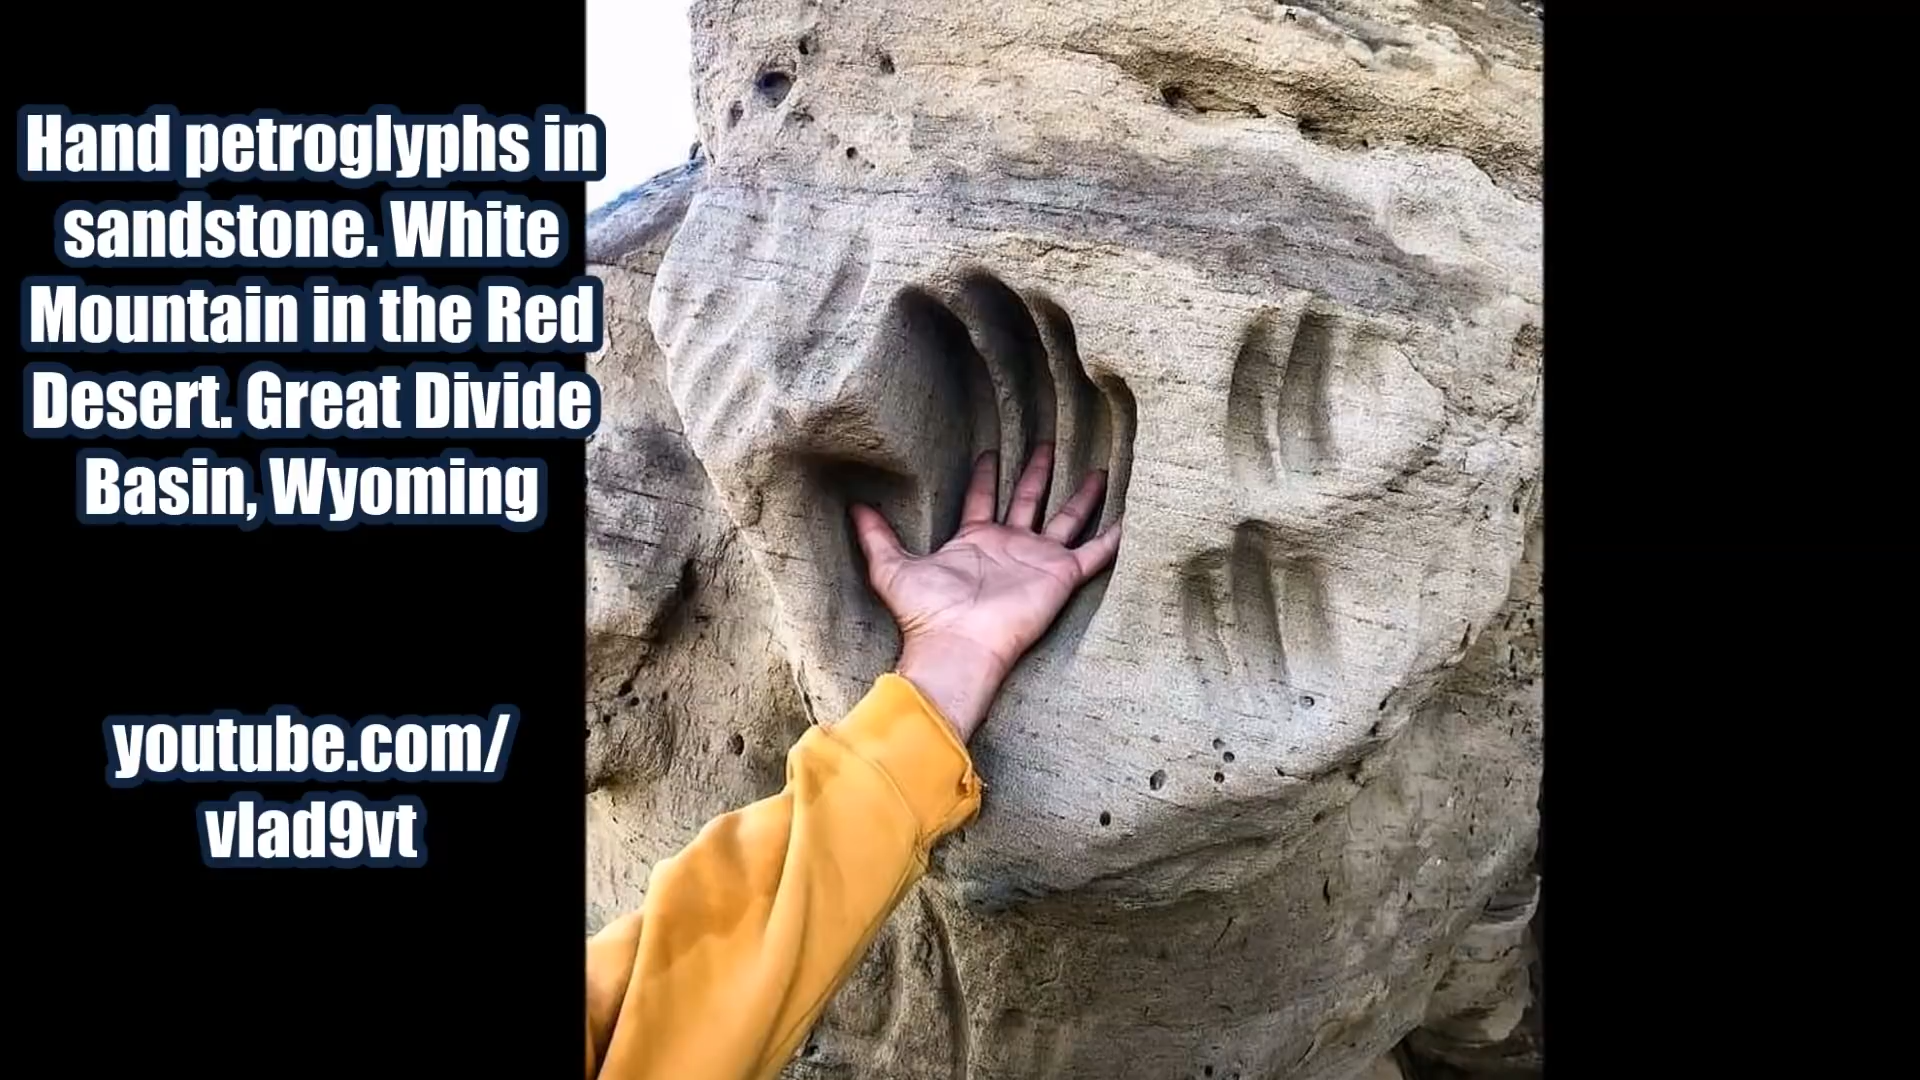 Hand petroglyphs in
sandstone. White
Mountain in the Red
Desert. Great Divide
Basin, Wyoming
youtube.com/
vlad9vt